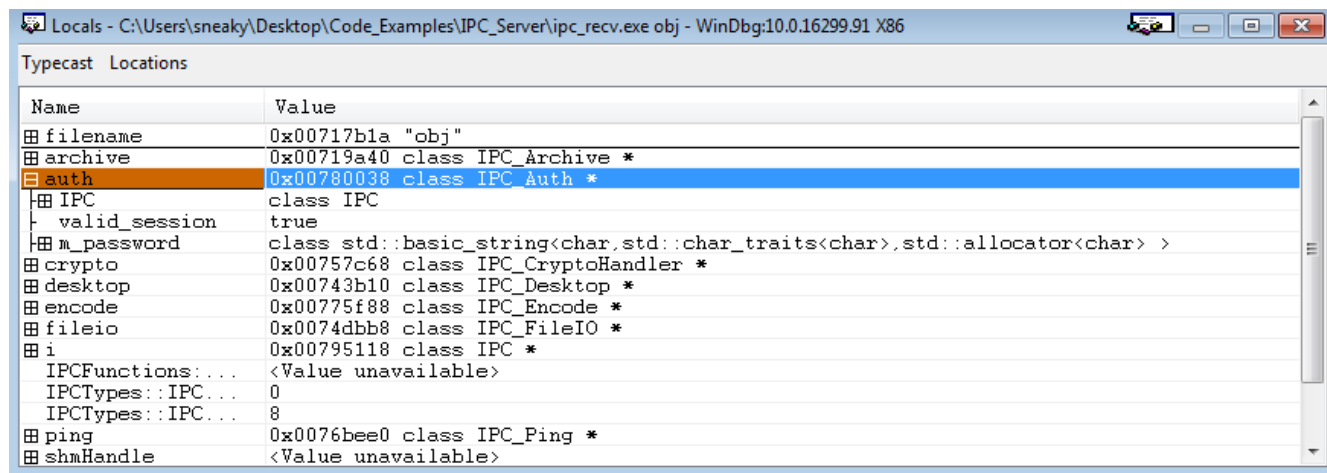 Locals - C:\Users\sneaky\Desktop\Code_Examples\IPC_Server\ipc_recv.exe obj - WinDbg:10.0.16299.91 X86
Typecast Locations
Name Value
filename 0x00717b1a "obj"
archive 0x00719a40 class IPC_Archive *
auth 0x00780038 class IPC_Auth *
IPC class IPC
valid_session true
m_password class std::basic_string<char,std::char_traits<char>,std::allocator<char> >
crypto 0x00757c68 class IPC_CryptoHandler *
desktop 0x00743b10 class IPC_Desktop *
encode 0x00775f88 class IPC_Encode *
fileio 0x0074dbb8 class IPC_FileIO *
i 0x00795118 class IPC *
IPCFunctions:... <Value unavailable>
IPCTypes::IPC... 0
IPCTypes::IPC... 8
ping 0x0076bee0 class IPC_Ping *
shmHandle <Value unavailable>